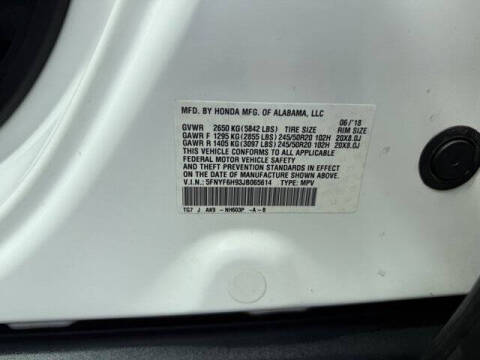 MFD. BY HONDA MFG. OF ALABAMA, LLC
06/'18
GVWR 2650 KG (5842 LBS) TIRE SIZE RIM SIZE
GAWR F 1295 KG (2855 LBS) 245/50R20 102H 20X8.0J
GAWR R 1405 KG (3097 LBS) 245/50R20 102H 20X8.0J
THIS VEHICLE CONFORMS TO ALL APPLICABLE
FEDERAL MOTOR VEHICLE SAFETY
AND THEFT PREVENTION STANDARDS IN EFFECT
ON THE DATE OF MANUFACTURE SHOWN ABOVE.
V.I.N.: 5FNYF6H93JB065614 TYPE: MPV
TG7 J A69 -NH603P -A-B